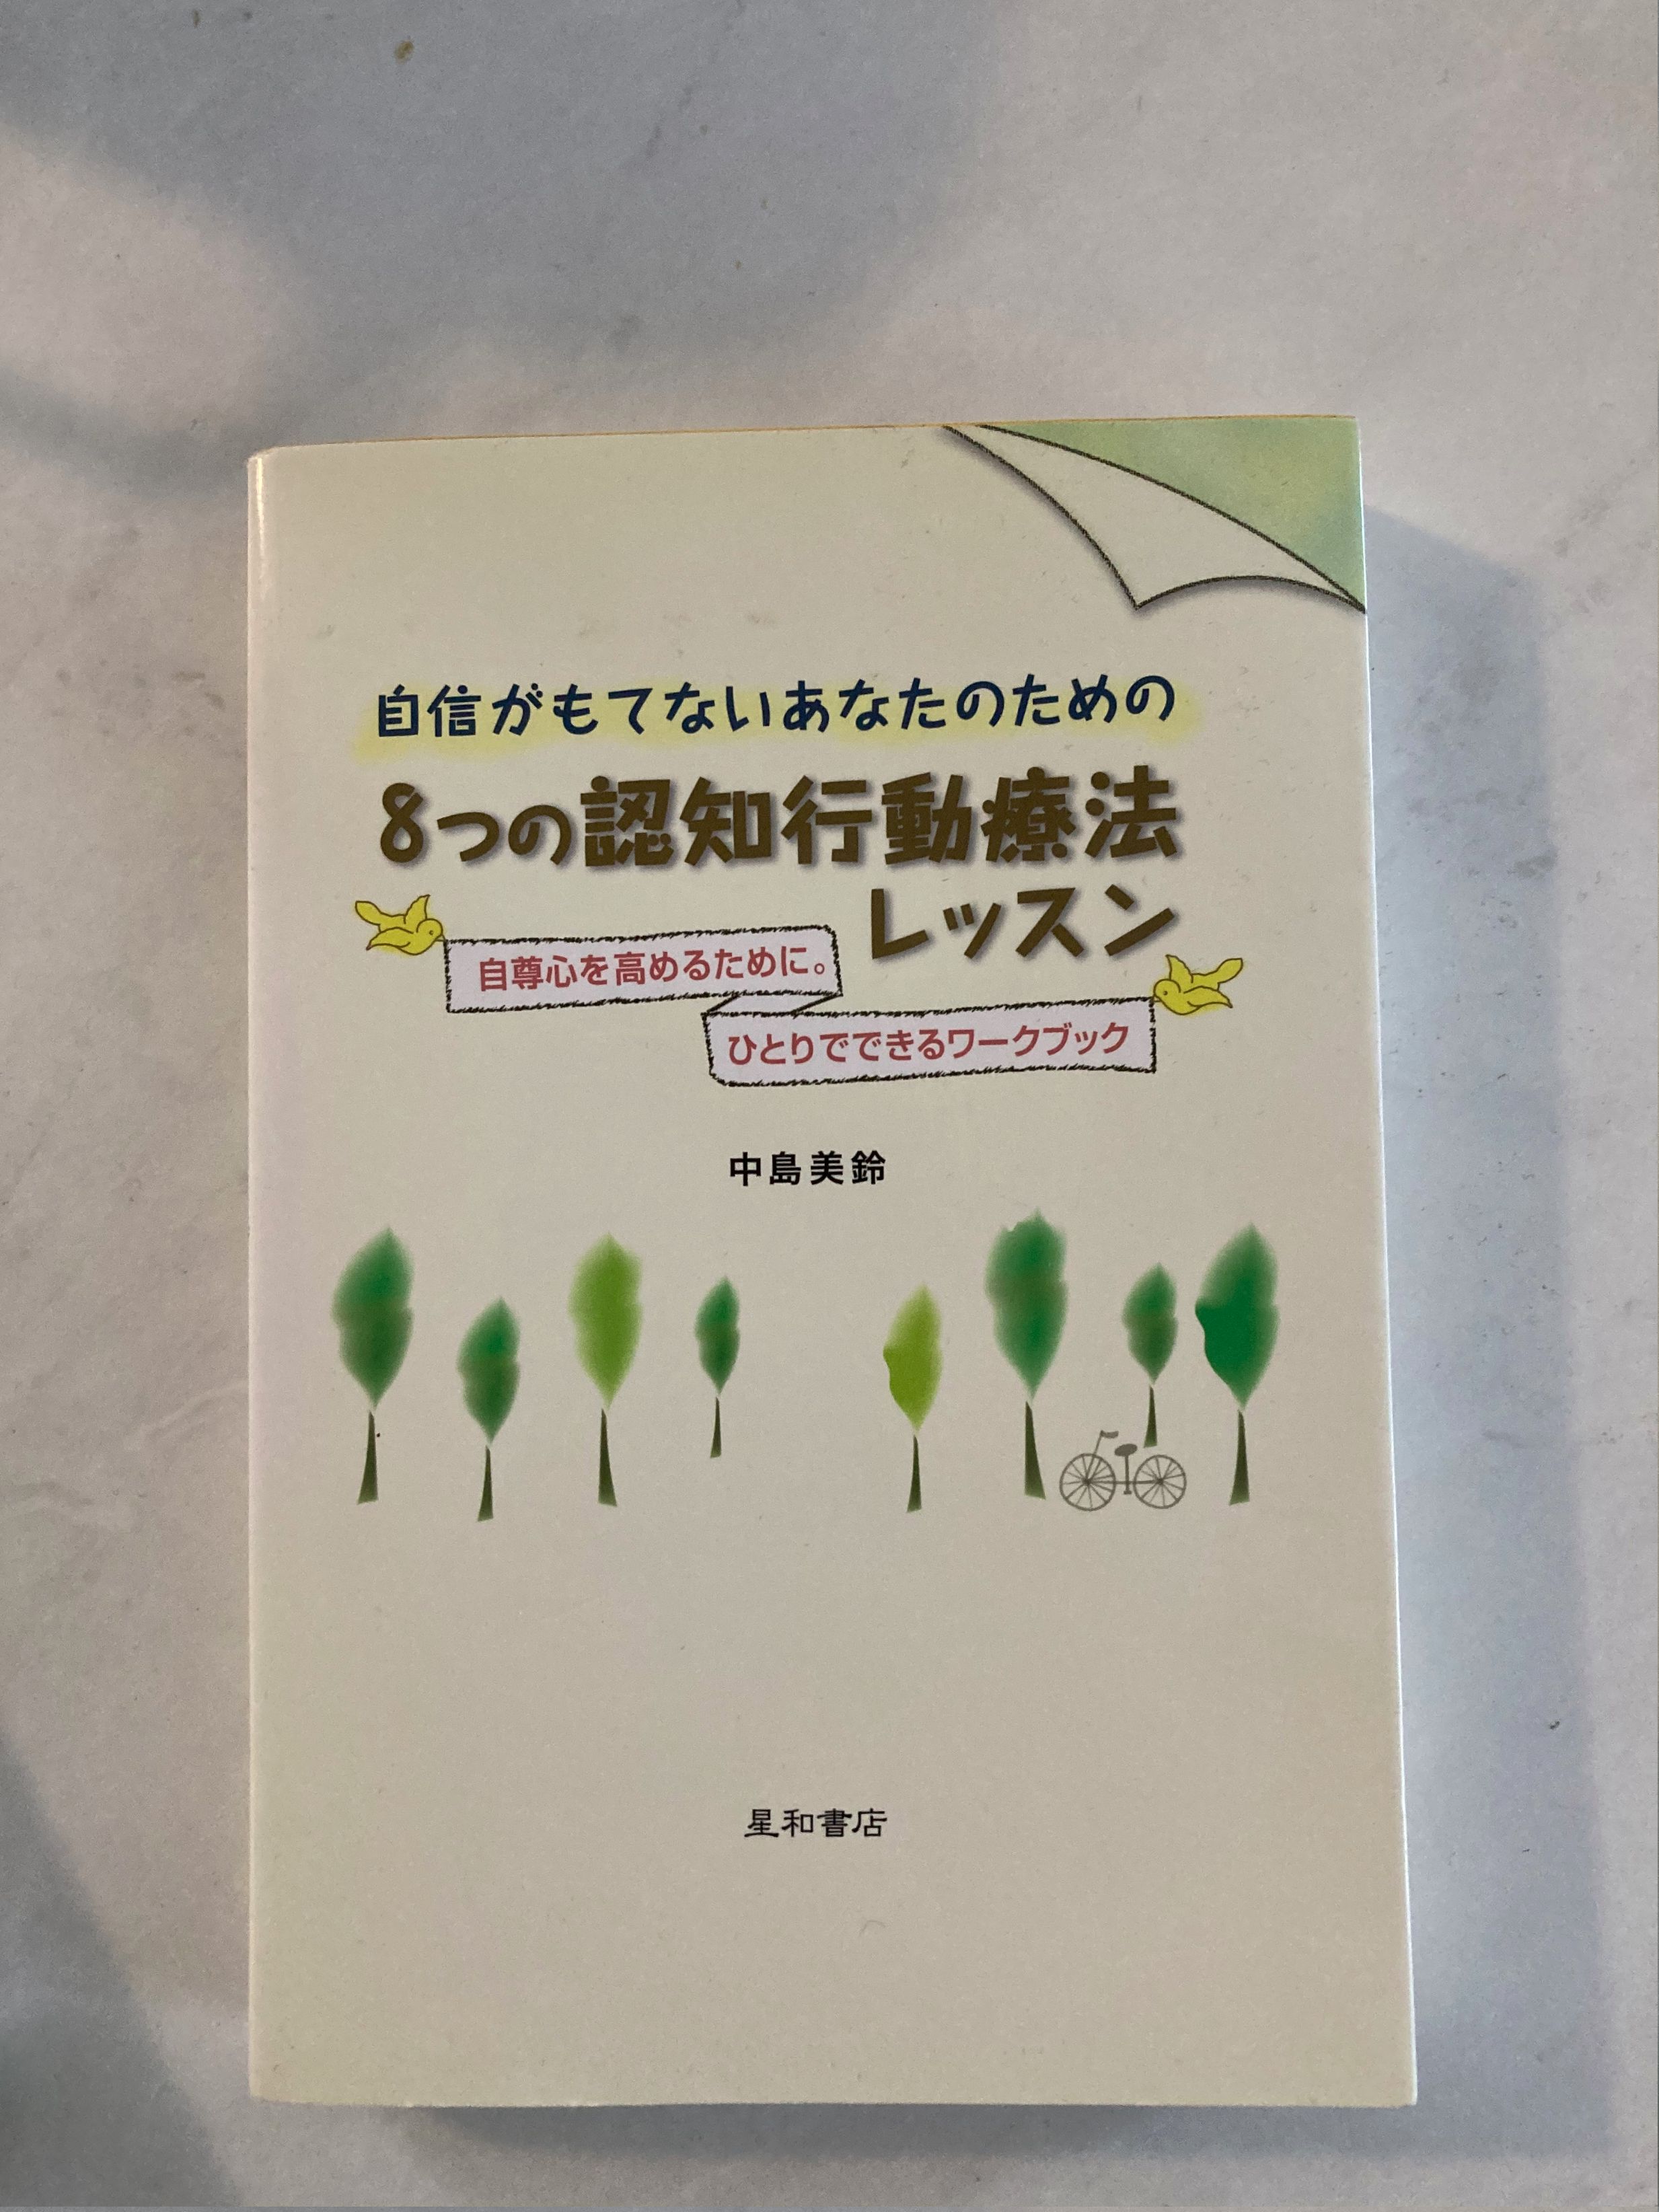 自信がもてないあなたのための
8つの認知行動療法
レッスン
自尊心を高めるために。
ひとりでできるワークブック
中島美鈴
星和書店